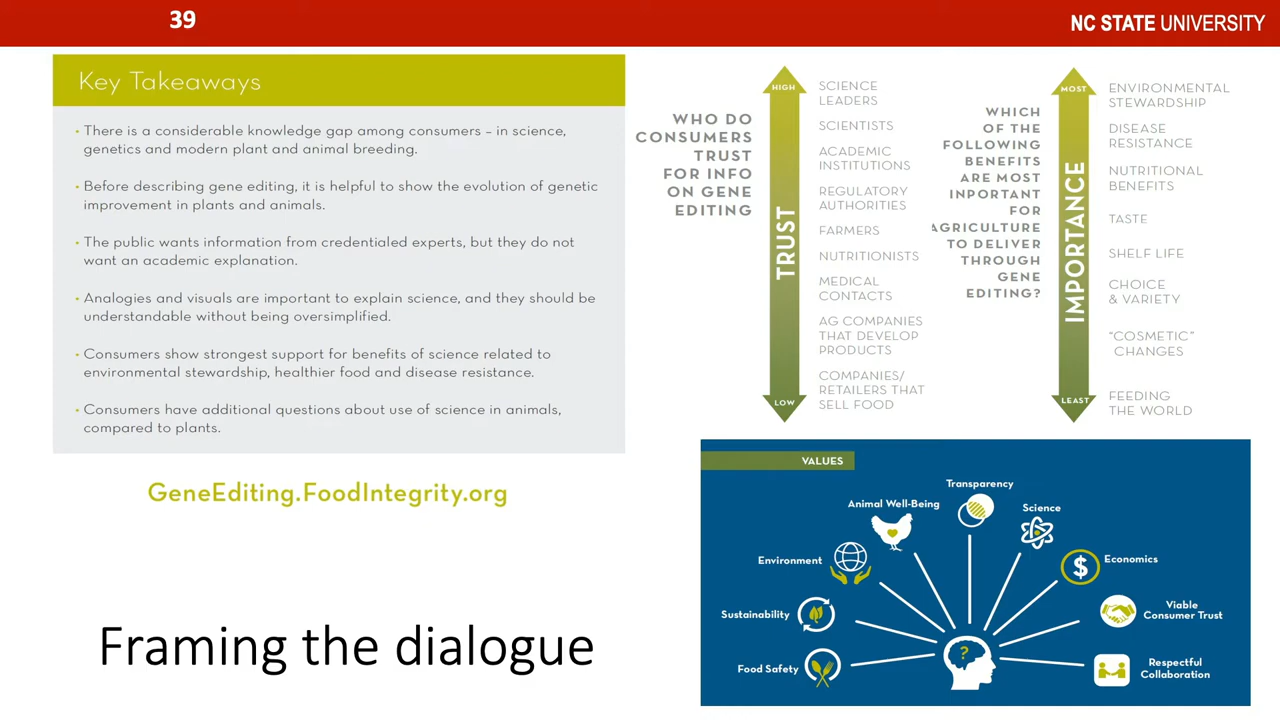 39
NC STATE UNIVERSITY
Key Takeaways
• There is a considerable knowledge gap among consumers – in science,
genetics and modern plant and animal breeding.
• Before describing gene editing, it is helpful to show the evolution of genetic
improvement in plants and animals.
• The public wants information from credentialed experts, but they do not
want an academic explanation.
• Analogies and visuals are important to explain science, and they should be
understandable without being oversimplified.
• Consumers show strongest support for benefits of science related to
environmental stewardship, healthier food and disease resistance.
• Consumers have additional questions about use of science in animals,
compared to plants.
GeneEditing.FoodIntegrity.org
Framing the dialogue
WHO DO
CONSUMERS
TRUST
FOR INFO
ON GENE
EDITING
HIGH
TRUST
LOW
SCIENCE
LEADERS
SCIENTISTS
ACADEMIC
INSTITUTIONS
REGULATORY
AUTHORITIES
FARMERS
NUTRITIONISTS
MEDICAL
CONTACTS
AG COMPANIES
THAT DEVELOP
PRODUCTS
COMPANIES/
RETAILERS THAT
SELL FOOD
WHICH
OF THE
FOLLOWING
BENEFITS
ARE MOST
IMPORTANT
FOR
AGRICULTURE
TO DELIVER
THROUGH
GENE
EDITING?
MOST
IMPORTANCE
LEAST
ENVIRONMENTAL
STEWARDSHIP
DISEASE
RESISTANCE
NUTRITIONAL
BENEFITS
TASTE
SHELF LIFE
CHOICE
& VARIETY
"COSMETIC"
CHANGES
FEEDING
THE WORLD
VALUES
Food Safety
Sustainability
Environment
Animal Well-Being
Transparency
Science
$
Economics
Viable
Consumer Trust
Respectful
Collaboration
?